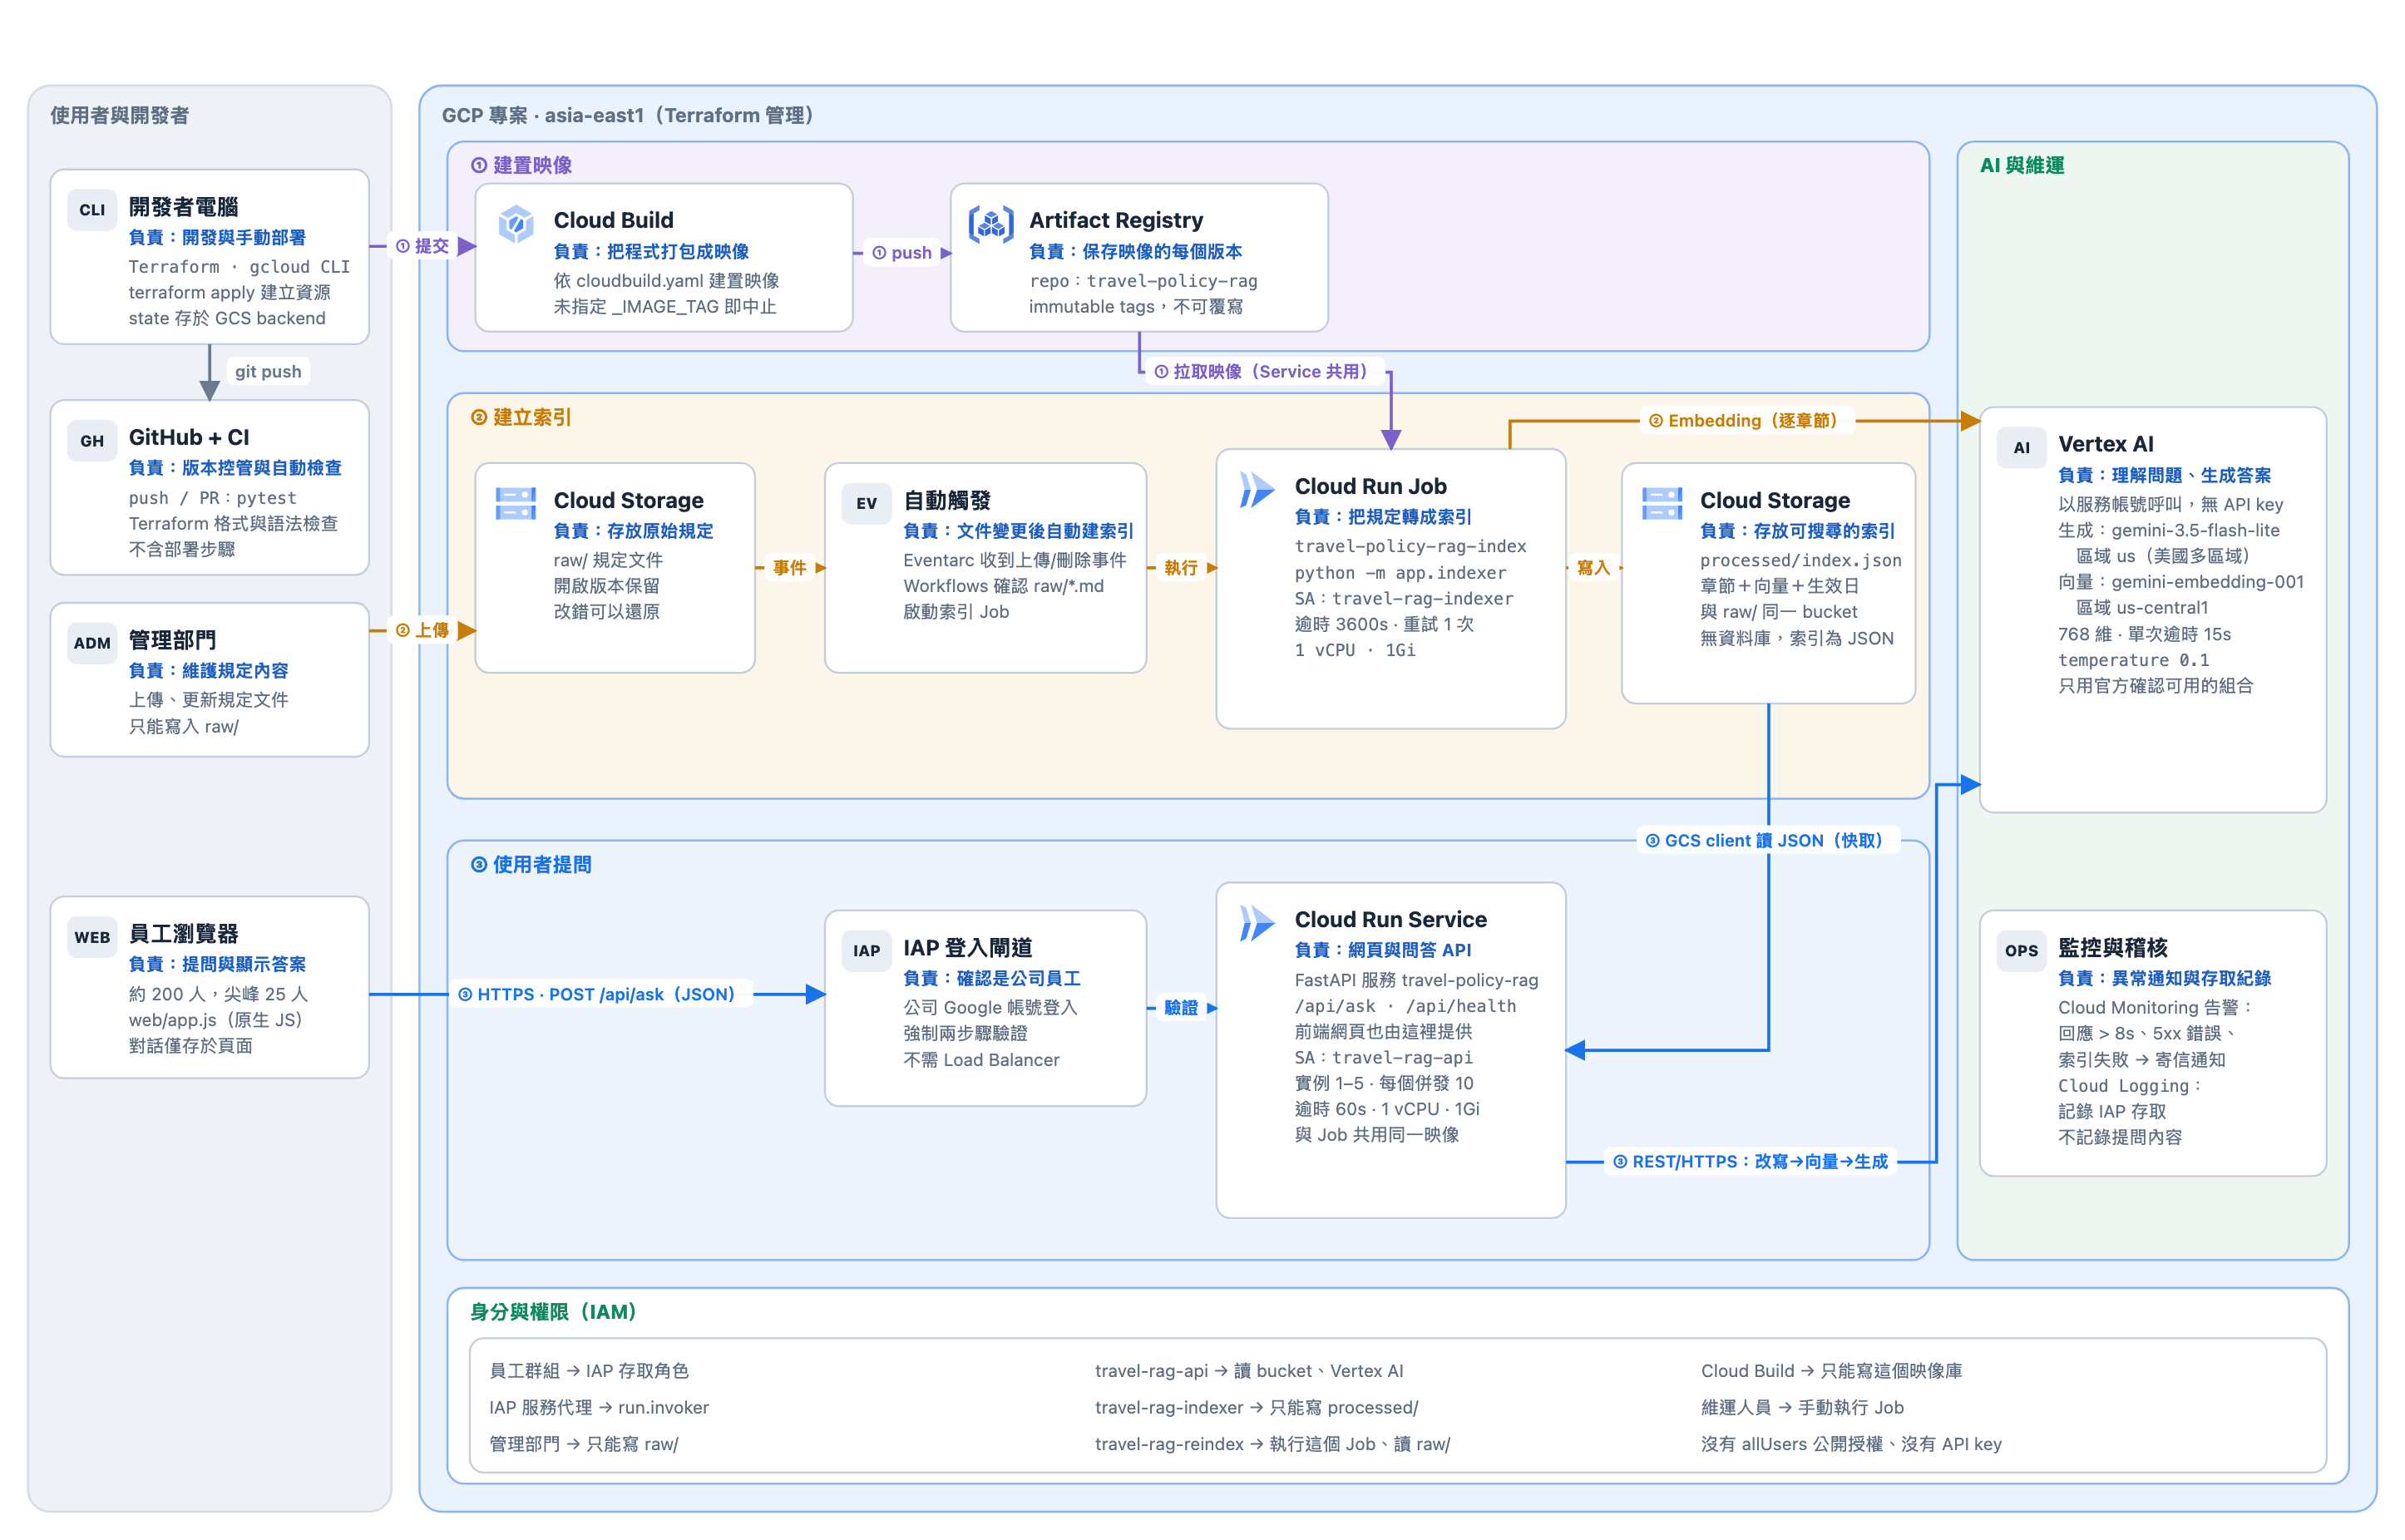 使用者與開發者
CLI
開發者電腦
負責：開發與手動部署
Terraform · gcloud CLI
terraform apply 建立資源
state 存於 GCS backend
git push
GH
GitHub + CI
負責：版本控管與自動檢查
push / PR：pytest
Terraform 格式與語法檢查
不含部署步驟
ADM
管理部門
負責：維護規定內容
上傳、更新規定文件
只能寫入 raw/
WEB
員工瀏覽器
負責：提問與顯示答案
約 200 人，尖峰 25 人
web/app.js（原生 JS）
對話僅存於頁面
GCP 專案 · asia-east1（Terraform 管理）
① 建置映像
① 提交
Cloud Build
負責：把程式打包成映像
依 cloudbuild.yaml 建置映像
未指定 _IMAGE_TAG 即中止
① push
Artifact Registry
負責：保存映像的每個版本
repo：travel-policy-rag
immutable tags，不可覆寫
① 拉取映像（Service 共用）
② 建立索引
② 上傳
Cloud Storage
負責：存放原始規定
raw/ 規定文件
開啟版本保留
改錯可以還原
事件
EV
自動觸發
負責：文件變更後自動建索引
Eventarc 收到上傳/刪除事件
Workflows 確認 raw/*.md
啟動索引 Job
執行
Cloud Run Job
負責：把規定轉成索引
travel-policy-rag-index
python -m app.indexer
SA：travel-rag-indexer
逾時 3600s · 重試 1 次
1 vCPU · 1Gi
寫入
Cloud Storage
負責：存放可搜尋的索引
processed/index.json
章節＋向量＋生效日
與 raw/ 同一 bucket
無資料庫，索引為 JSON
② Embedding（逐章節）
③ GCS client 讀 JSON（快取）
③ 使用者提問
③ HTTPS · POST /api/ask（JSON）
IAP
IAP 登入閘道
負責：確認是公司員工
公司 Google 帳號登入
強制兩步驟驗證
不需 Load Balancer
驗證
Cloud Run Service
負責：網頁與問答 API
FastAPI 服務 travel-policy-rag
/api/ask · /api/health
前端網頁也由這裡提供
SA：travel-rag-api
實例 1–5 · 每個併發 10
逾時 60s · 1 vCPU · 1Gi
與 Job 共用同一映像
③ REST/HTTPS：改寫→向量→生成
AI 與維運
AI
Vertex AI
負責：理解問題、生成答案
以服務帳號呼叫，無 API key
生成：gemini-3.5-flash-lite
區域 us（美國多區域）
向量：gemini-embedding-001
區域 us-central1
768 維 · 單次逾時 15s
temperature 0.1
只用官方確認可用的組合
OPS
監控與稽核
負責：異常通知與存取紀錄
Cloud Monitoring 告警：
回應 > 8s、5xx 錯誤、
索引失敗 → 寄信通知
Cloud Logging：
記錄 IAP 存取
不記錄提問內容
身分與權限（IAM）
員工群組 → IAP 存取角色
IAP 服務代理 → run.invoker
管理部門 → 只能寫 raw/
travel-rag-api → 讀 bucket、Vertex AI
travel-rag-indexer → 只能寫 processed/
travel-rag-reindex → 執行這個 Job、讀 raw/
Cloud Build → 只能寫這個映像庫
維運人員 → 手動執行 Job
沒有 allUsers 公開授權、沒有 API key